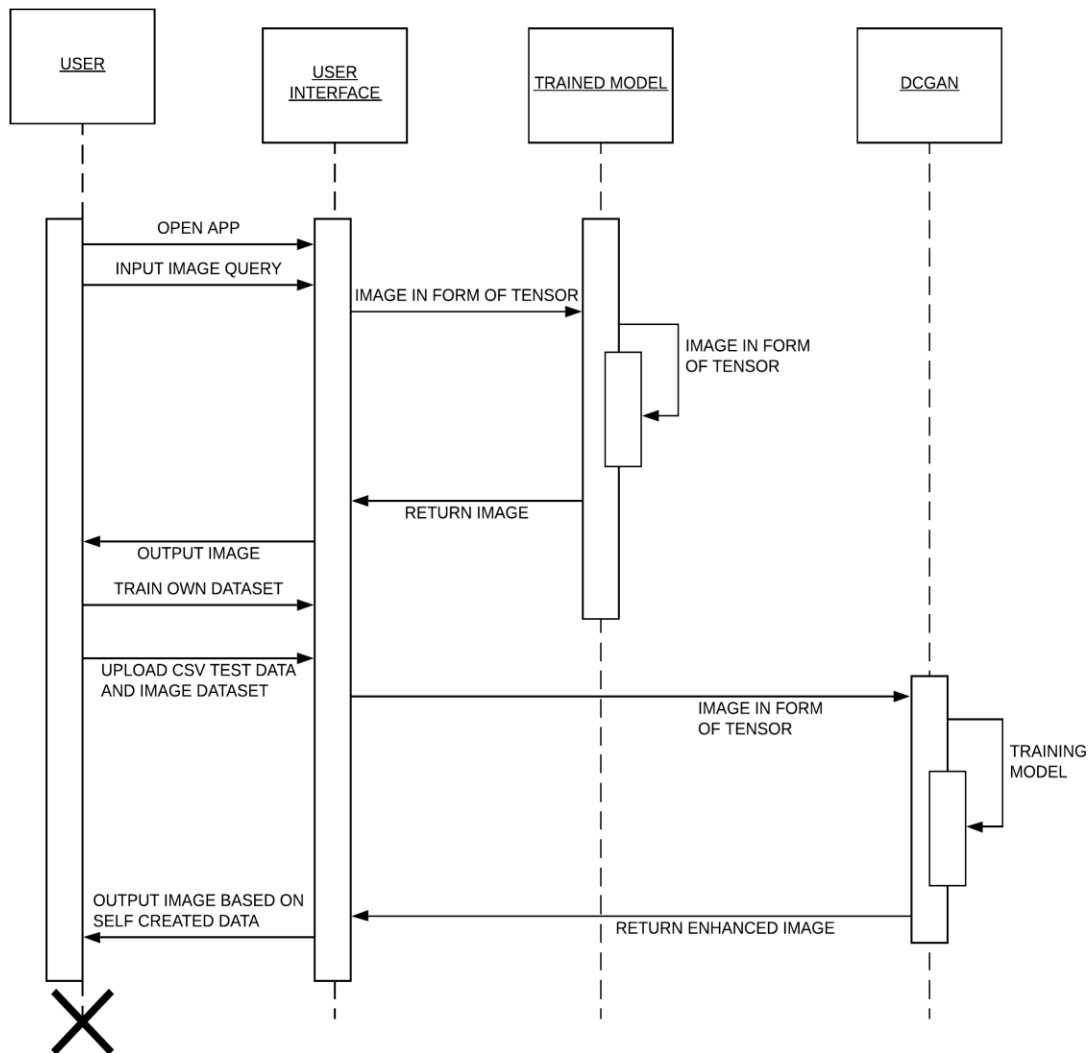 USER
USER
INTERFACE
TRAINED MODEL
DCGAN
OPEN APP
INPUT IMAGE QUERY
IMAGE IN FORM OF TENSOR
IMAGE IN FORM
OF TENSOR
RETURN IMAGE
OUTPUT IMAGE
TRAIN OWN DATASET
UPLOAD CSV TEST DATA
AND IMAGE DATASET
IMAGE IN FORM
OF TENSOR
TRAINING
MODEL
OUTPUT IMAGE BASED ON
SELF CREATED DATA
RETURN ENHANCED IMAGE